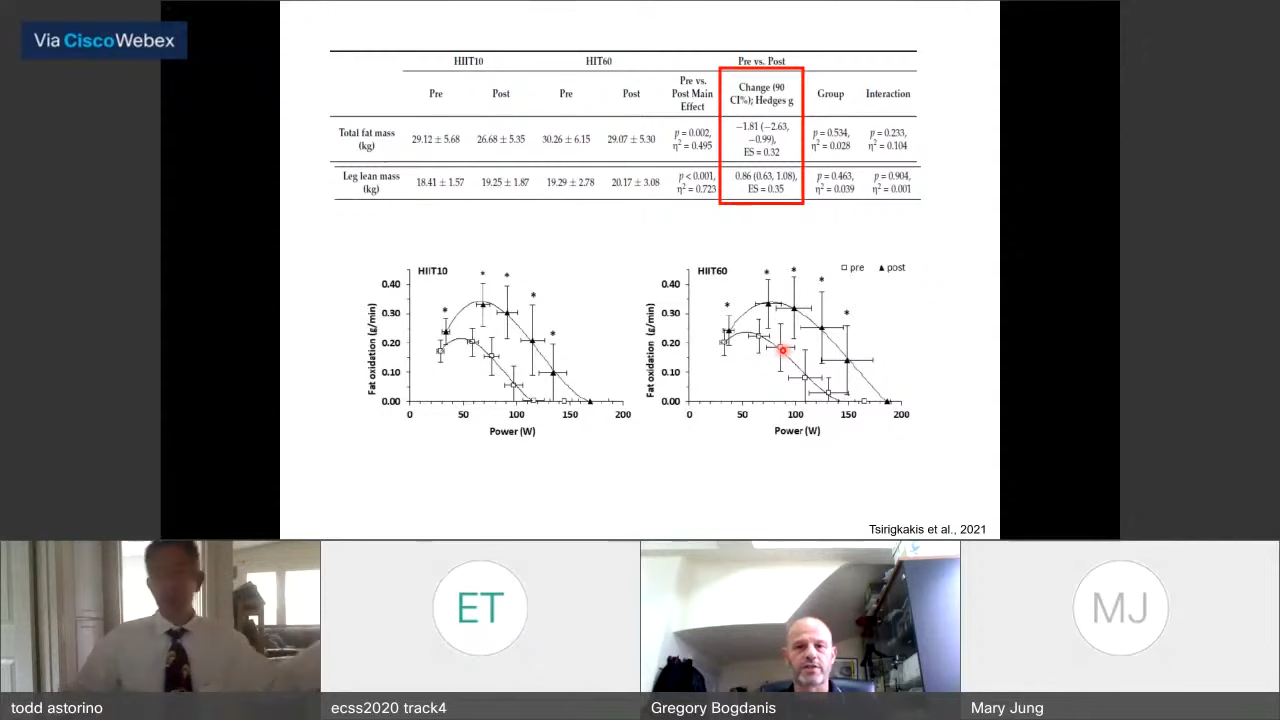 Via CiscoWebex
HIIT10 HIT60 Pre vs. Post
Pre Post Pre Post Pre vs. Post Main Effect Change (90 CI%); Hedges g Group Interaction
Total fat mass (kg) 29.12 ± 5.68 26.68 ± 5.35 30.26 ± 6.15 29.07 ± 5.30 p = 0.002, η² = 0.495 −1.81 (−2.63, −0.99), ES = 0.32 p = 0.534, η² = 0.028 p = 0.233, η² = 0.104
Leg lean mass (kg) 18.41 ± 1.57 19.25 ± 1.87 19.29 ± 2.78 20.17 ± 3.08 p < 0.001, η² = 0.723 0.86 (0.63, 1.08), ES = 0.35 p = 0.463, η² = 0.039 p = 0.904, η² = 0.001
HIIT10
Fat oxidation (g/min)
0.40
0.30
0.20
0.10
0.00
* * * * *
0 50 100 150 200
Power (W)
HIIT60
pre post
Fat oxidation (g/min)
0.40
0.30
0.20
0.10
0.00
* * * * *
0 50 100 150 200
Power (W)
Tsirigkakis et al., 2021
ET
MJ
todd astorino
ecss2020 track4
Gregory Bogdanis
Mary Jung